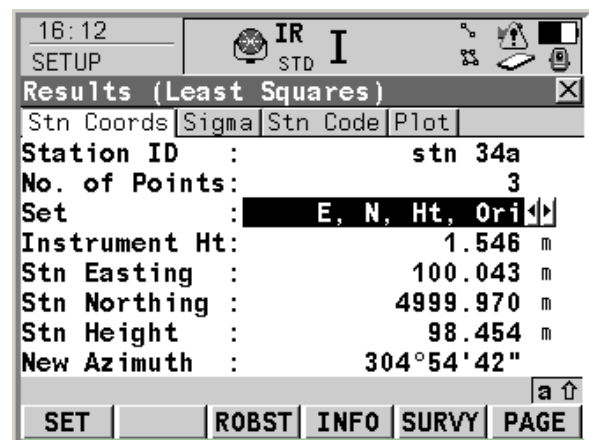 16:12
SETUP
IR
STD
I
Results (Least Squares)
Stn Coords Sigma Stn Code Plot
Station ID : stn 34a
No. of Points: 3
Set : E, N, Ht, Ori
Instrument Ht: 1.546 m
Stn Easting : 100.043 m
Stn Northing : 4999.970 m
Stn Height : 98.454 m
New Azimuth : 304°54'42"
a ⇧
SET ROBST INFO SURVY PAGE